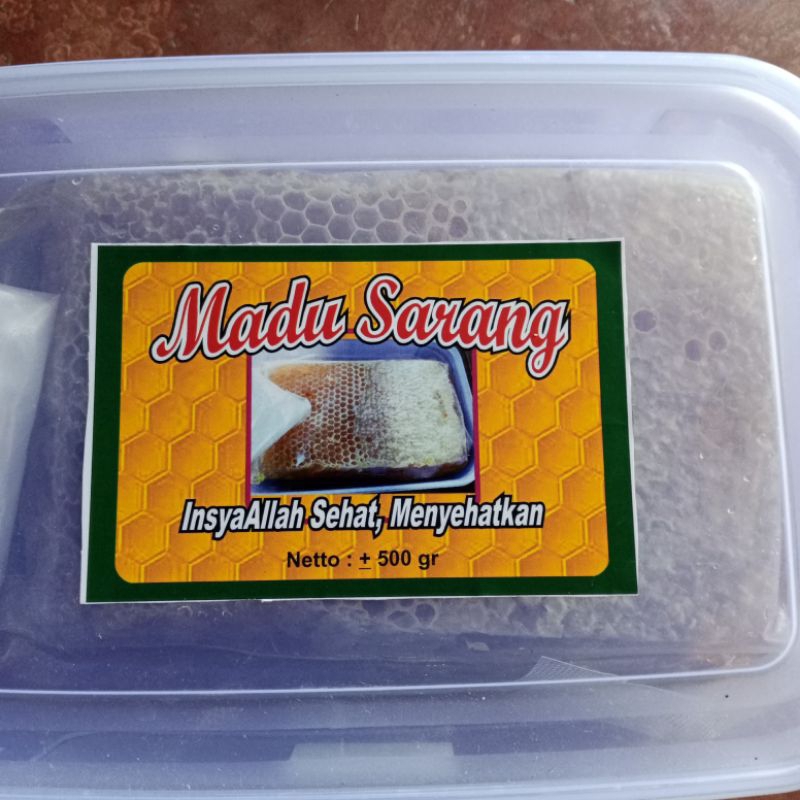 Madu Sarang
InsyaAllah Sehat, Menyehatkan
Netto : ± 500 gr